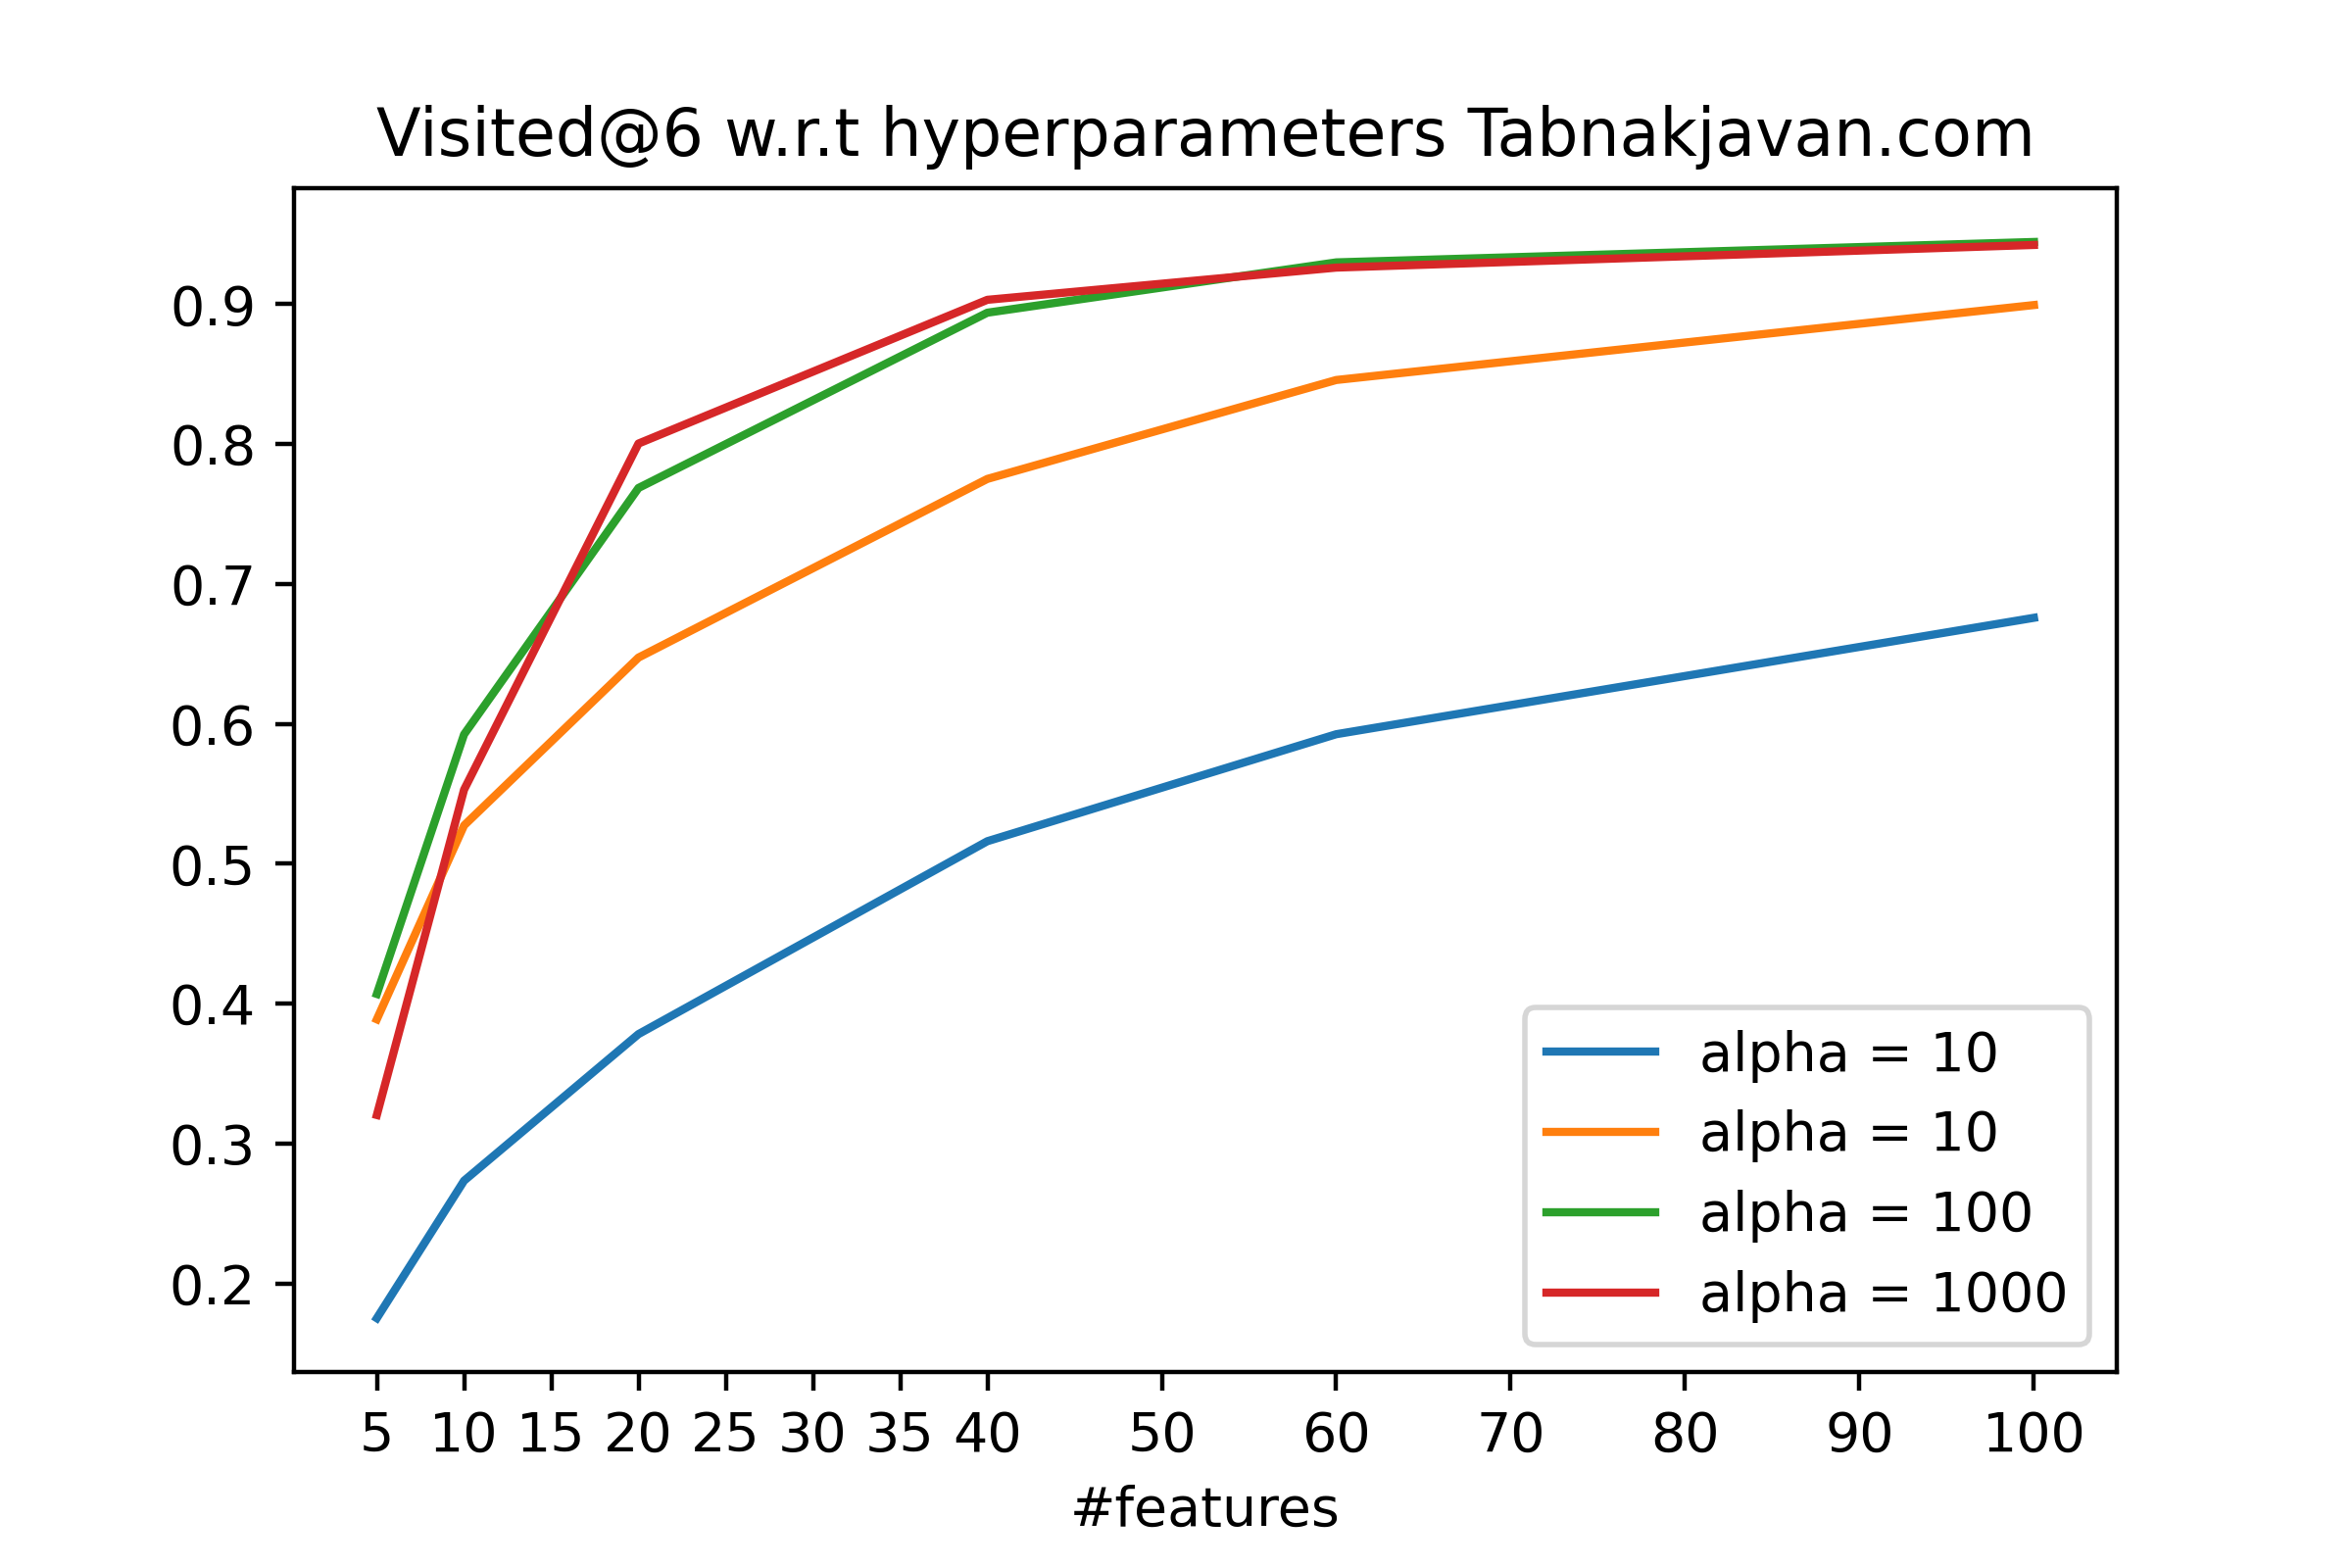 Visited@6 w.r.t hyperparameters Tabnakjavan.com
0.9
0.8
0.7
0.6
0.5
0.4
0.3
0.2
alpha = 10
alpha = 10
alpha = 100
alpha = 1000
5 10 15 20 25 30 35 40 50 60 70 80 90 100
#features